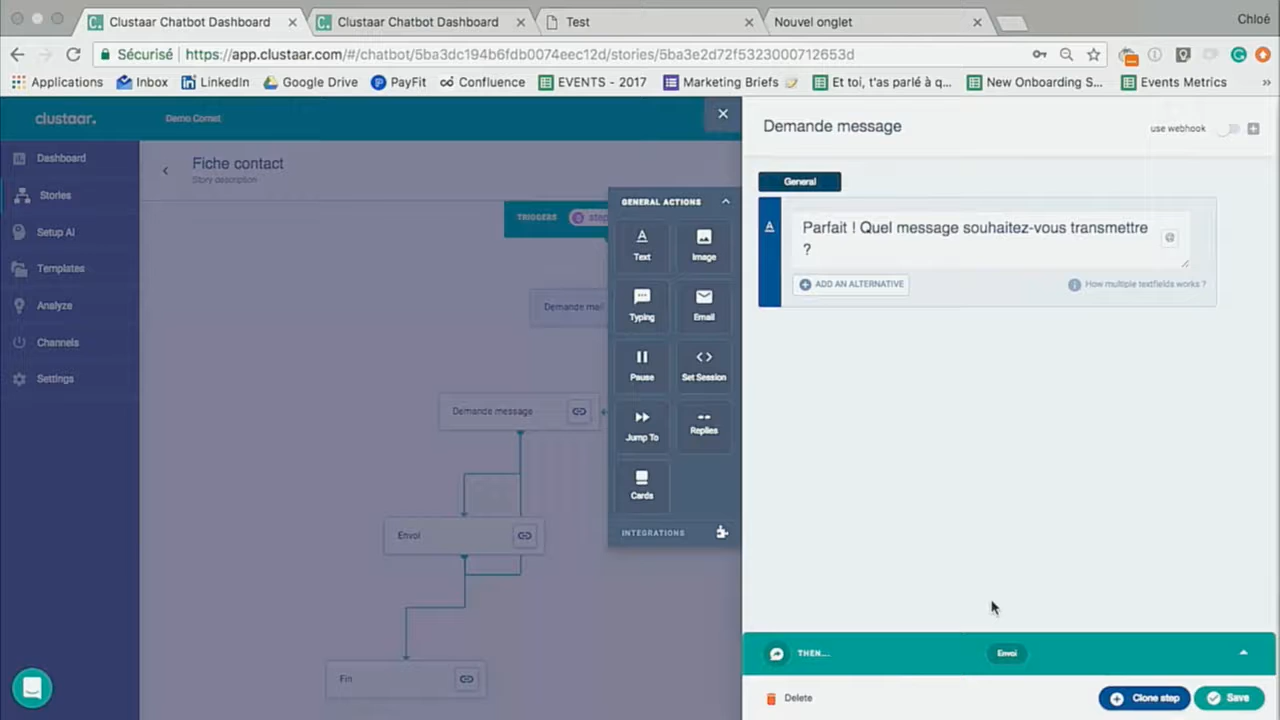 Clustaar Chatbot Dashboard
Clustaar Chatbot Dashboard
Test
Nouvel onglet
Chloé
Sécurisé
https://app.clustaar.com/#/chatbot/5ba3dc194b6fdb0074eec12d/stories/5ba3e2d72f5323000712653d
Applications
Inbox
LinkedIn
Google Drive
PayFit
Confluence
EVENTS - 2017
Marketing Briefs
Et toi, t'as parlé à q...
New Onboarding S...
Events Metrics
»
clustaar.
Demo Comet
Dashboard
Stories
Setup AI
Templates
Analyze
Channels
Settings
Fiche contact
Story description
TRIGGERS
step
Demande mail
Demande message
Envoi
Fin
GENERAL ACTIONS
Text
Image
Typing
Email
Pause
Set Session
Jump To
Replies
Cards
INTEGRATIONS
Demande message
use webhook
General
Parfait ! Quel message souhaitez-vous transmettre
?
ADD AN ALTERNATIVE
How multiple textfields works ?
THEN...
Envoi
Delete
Clone step
Save